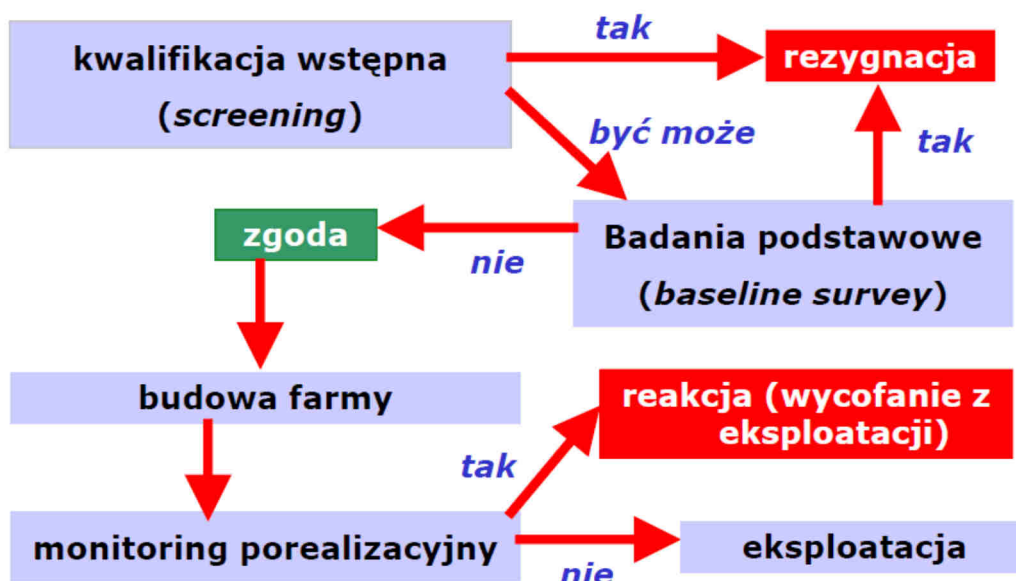 kwalifikacja wstępna
(screening)
tak
rezygnacja
być może
tak
zgoda
nie
Badania podstawowe
(baseline survey)
budowa farmy
reakcja (wycofanie z
eksploatacji)
tak
monitoring porealizacyjny
nie
eksploatacja